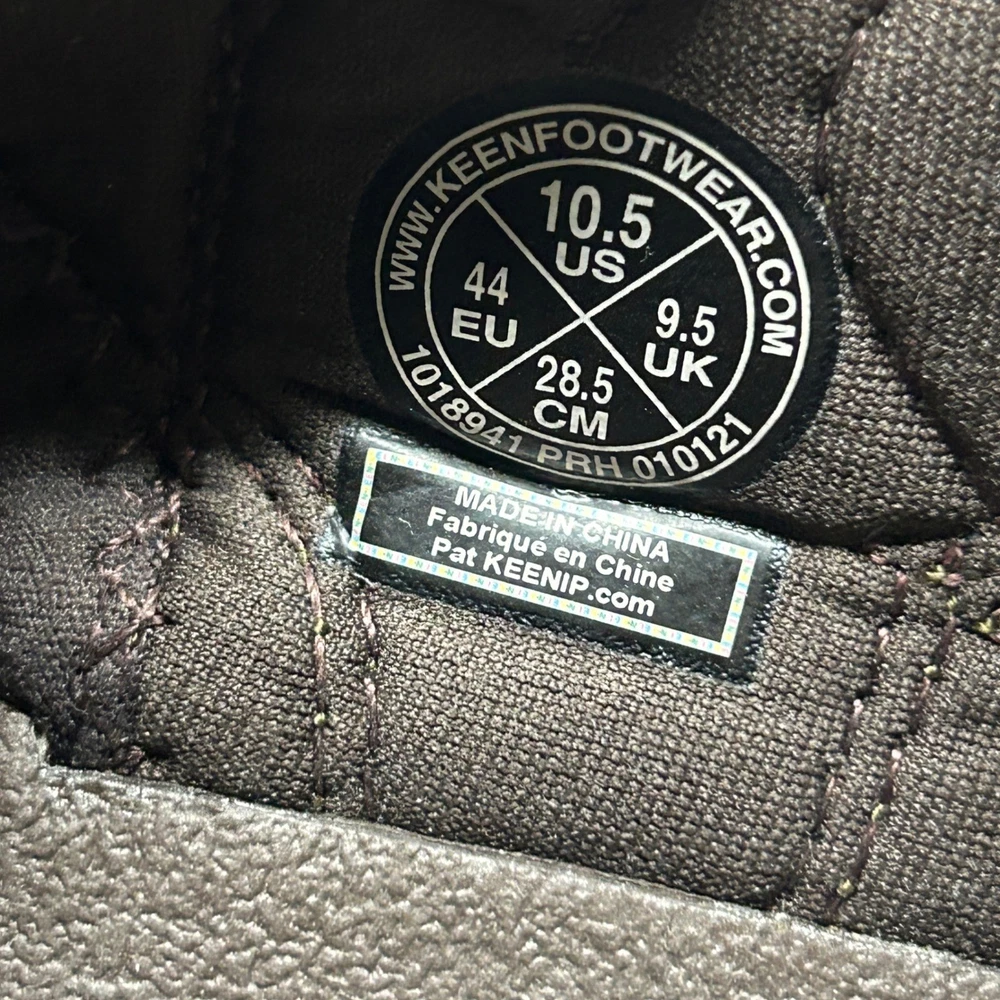 WWW.KEENFOOTWEAR.COM
10.5
US
44
EU
9.5
UK
28.5
CM
1018941 PRH 010121
MADE IN CHINA
Fabriqué en Chine
Pat KEENIP.com